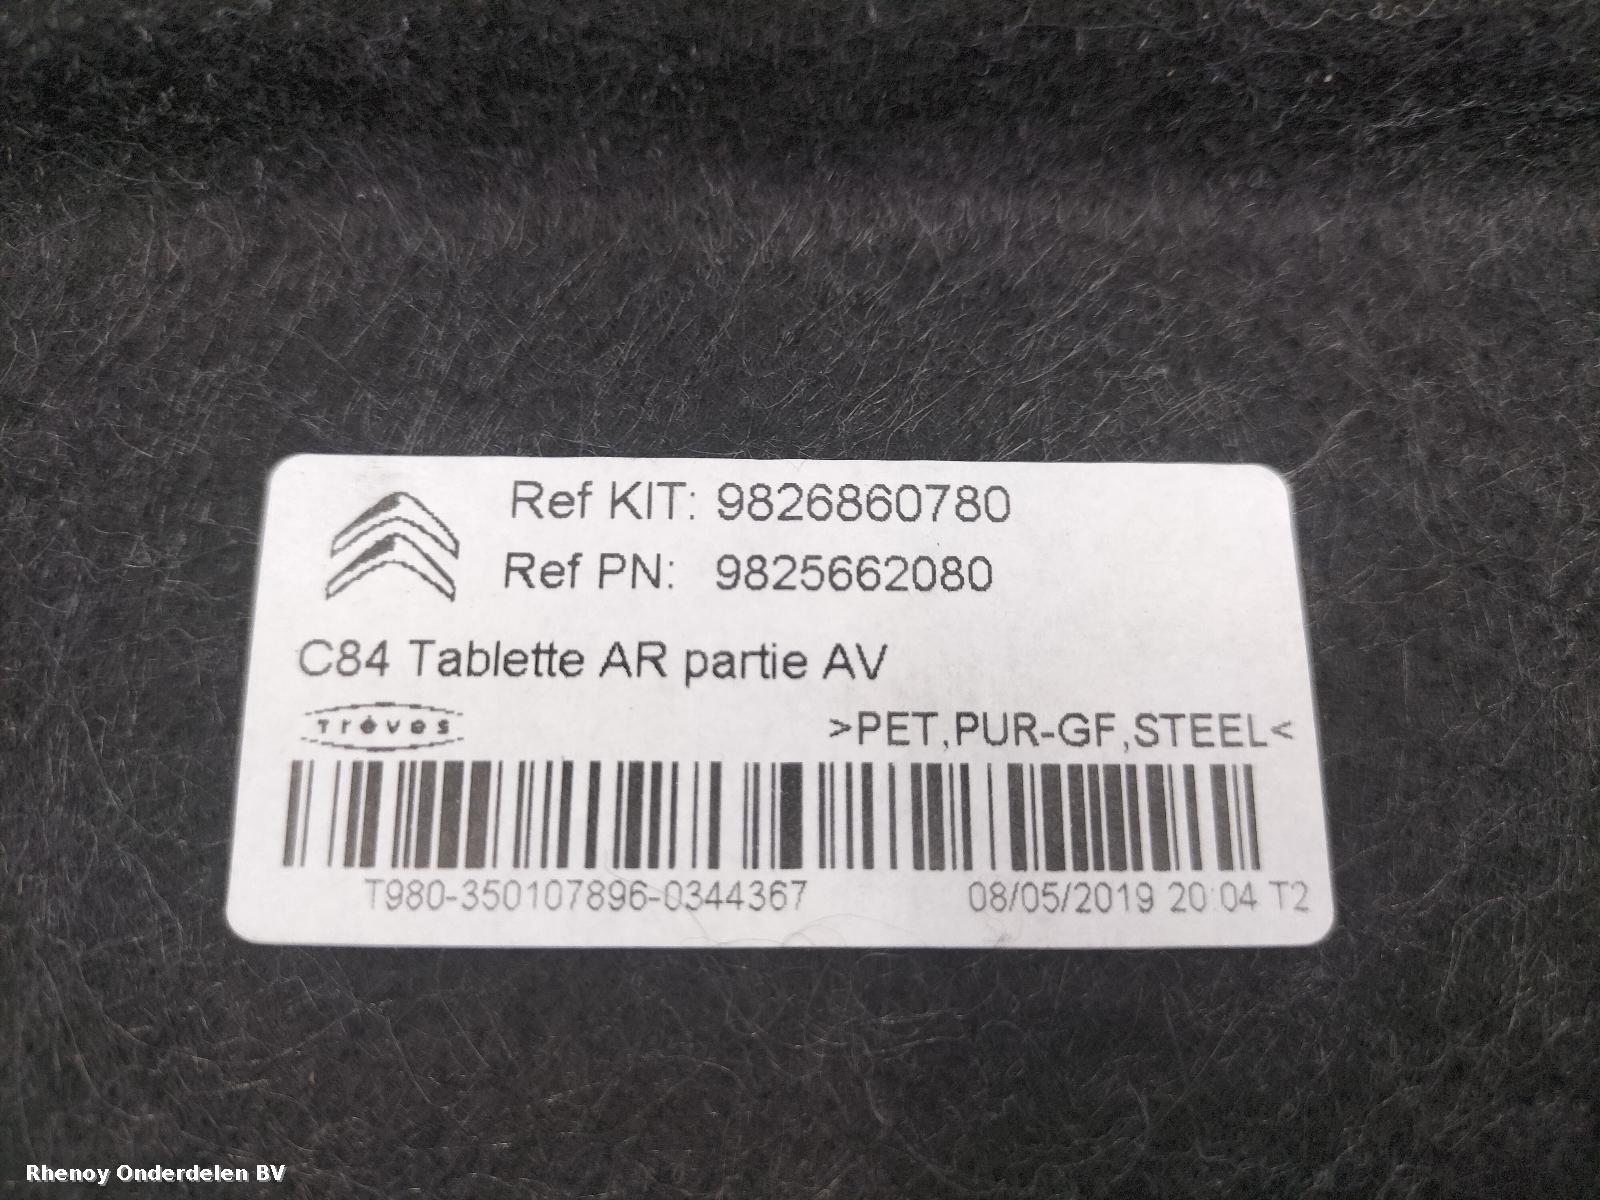 Ref KIT: 9826860780
Ref PN: 9825662080
C84 Tablette AR partie AV
Trèves
>PET,PUR-GF,STEEL<
T980-350107896-0344367
08/05/2019 20:04 T2
Rhenoy Onderdelen BV